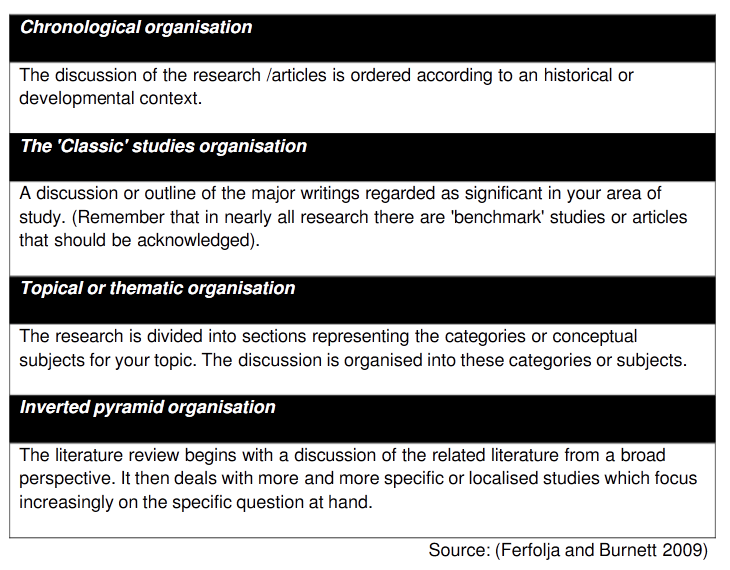 Chronological organisation
The discussion of the research /articles is ordered according to an historical or
developmental context.
The 'Classic' studies organisation
A discussion or outline of the major writings regarded as significant in your area of
study. (Remember that in nearly all research there are 'benchmark' studies or articles
that should be acknowledged).
Topical or thematic organisation
The research is divided into sections representing the categories or conceptual
subjects for your topic. The discussion is organised into these categories or subjects.
Inverted pyramid organisation
The literature review begins with a discussion of the related literature from a broad
perspective. It then deals with more and more specific or localised studies which focus
increasingly on the specific question at hand.
Source: (Ferfolja and Burnett 2009)